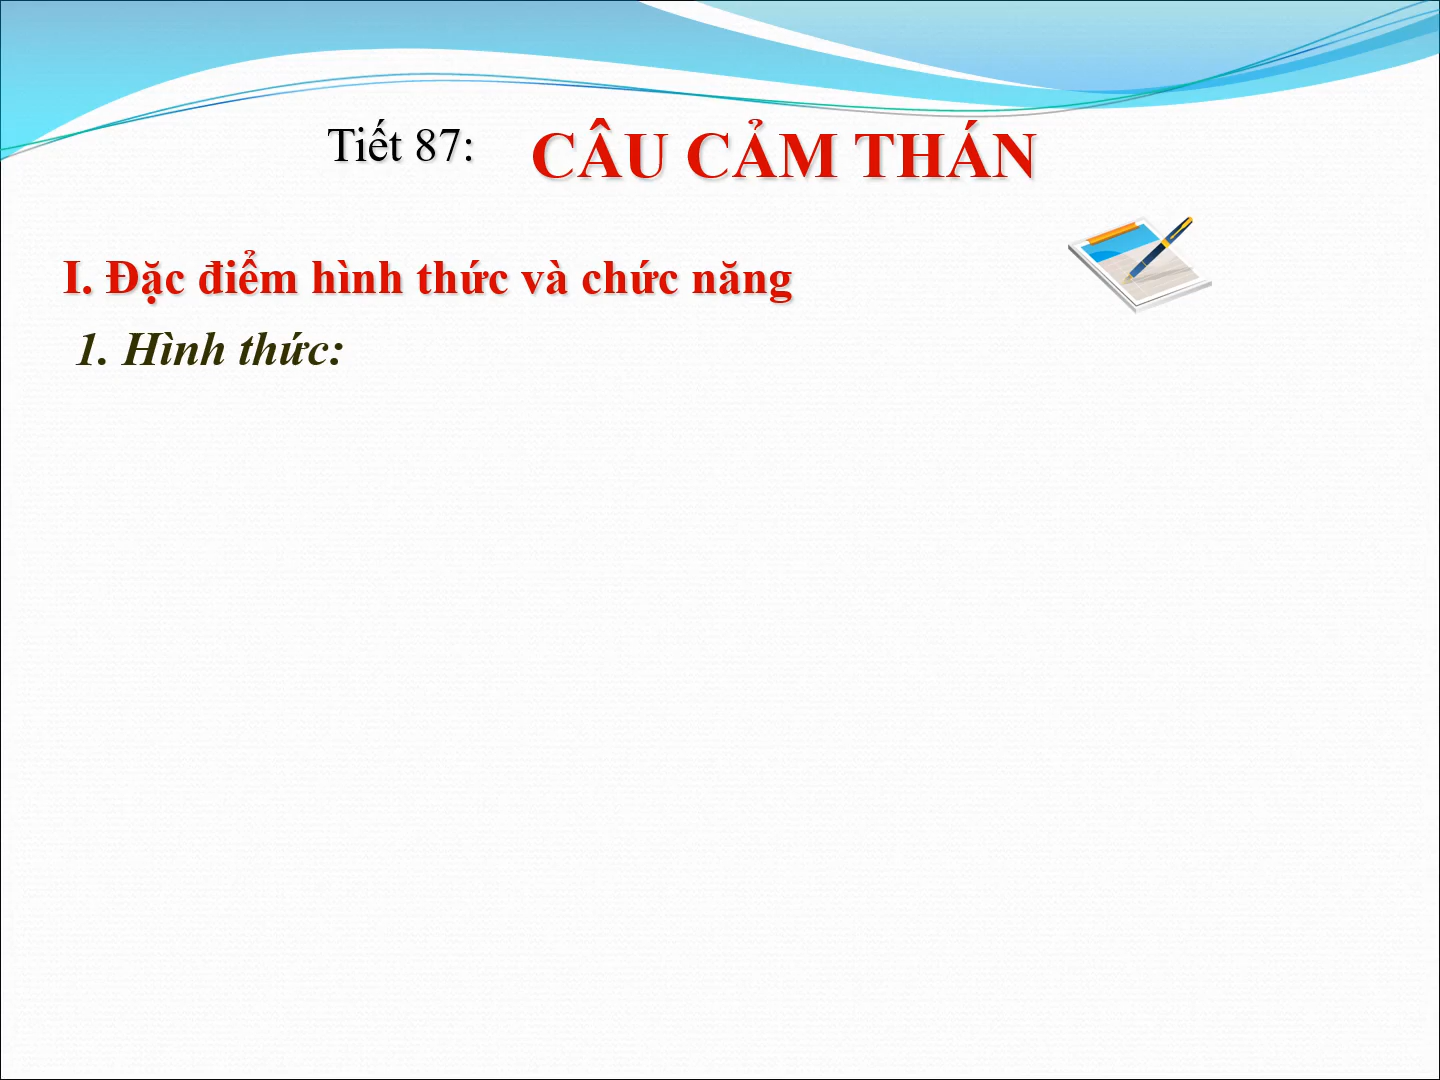 Tiết 87: CÂU CẢM THÁN
I. Đặc điểm hình thức và chức năng
1. Hình thức: